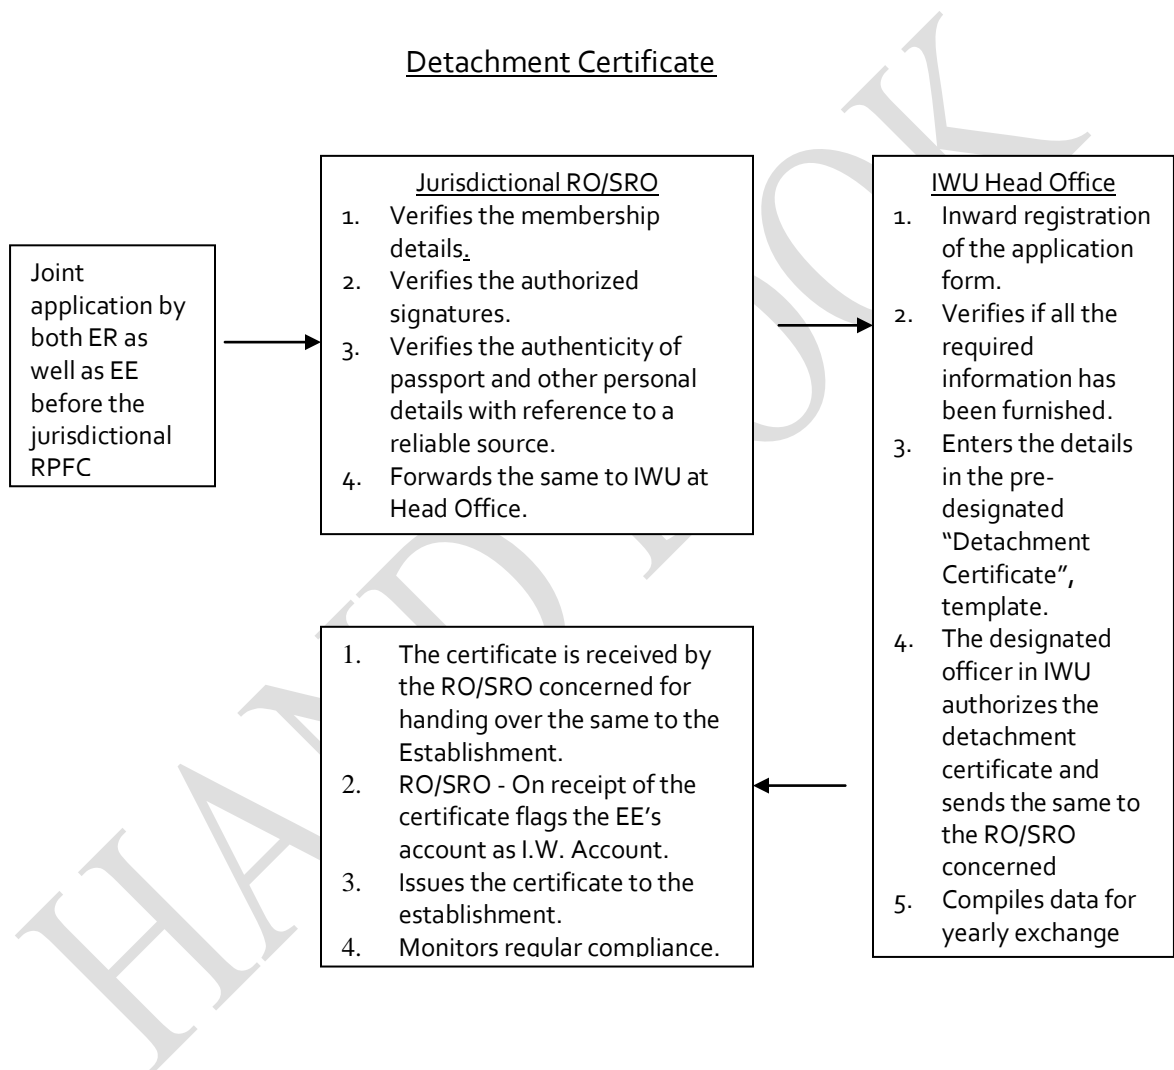 Detachment Certificate
Joint
application by
both ER as
well as EE
before the
jurisdictional
RPFC
Jurisdictional RO/SRO
1. Verifies the membership
details.
2. Verifies the authorized
signatures.
3. Verifies the authenticity of
passport and other personal
details with reference to a
reliable source.
4. Forwards the same to IWU at
Head Office.
IWU Head Office
1. Inward registration
of the application
form.
2. Verifies if all the
required
information has
been furnished.
3. Enters the details
in the pre-
designated
“Detachment
Certificate”,
template.
4. The designated
officer in IWU
authorizes the
detachment
certificate and
sends the same to
the RO/SRO
concerned
5. Compiles data for
yearly exchange
1. The certificate is received by
the RO/SRO concerned for
handing over the same to the
Establishment.
2. RO/SRO - On receipt of the
certificate flags the EE’s
account as I.W. Account.
3. Issues the certificate to the
establishment.
4. Monitors regular compliance.
HAND BOOK